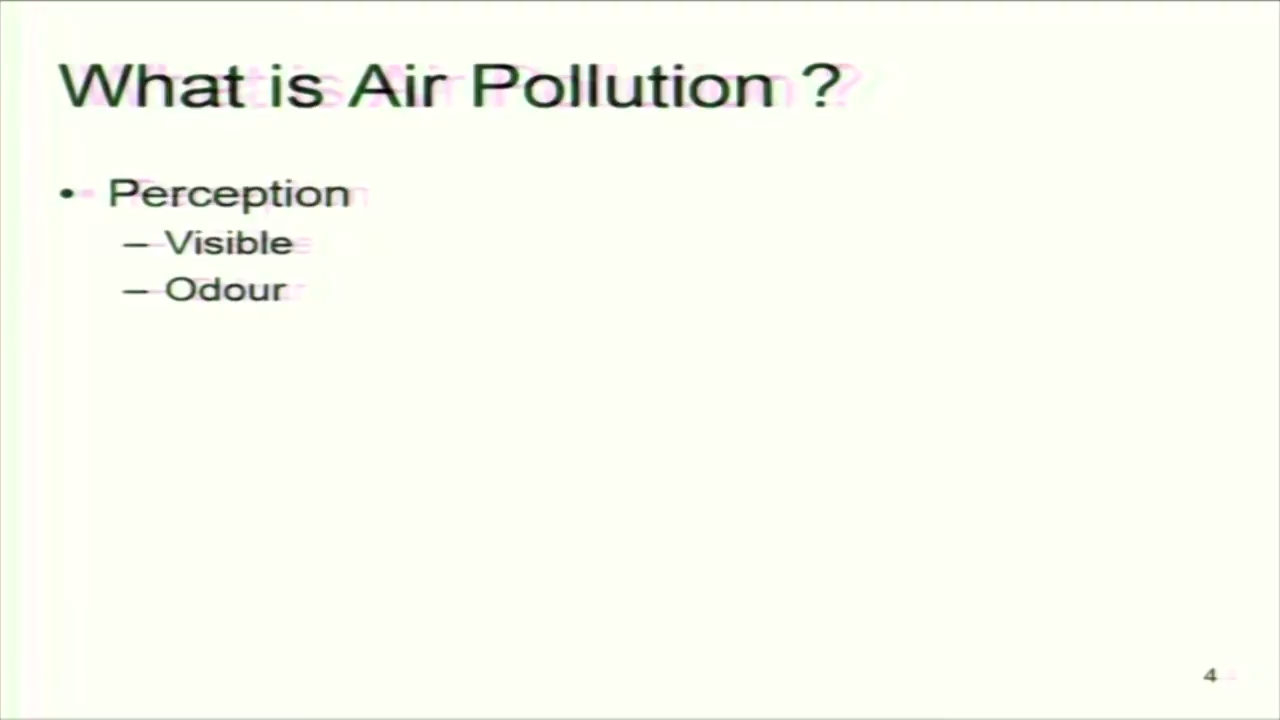 What is Air Pollution ?
• Perception
– Visible
– Odour
4